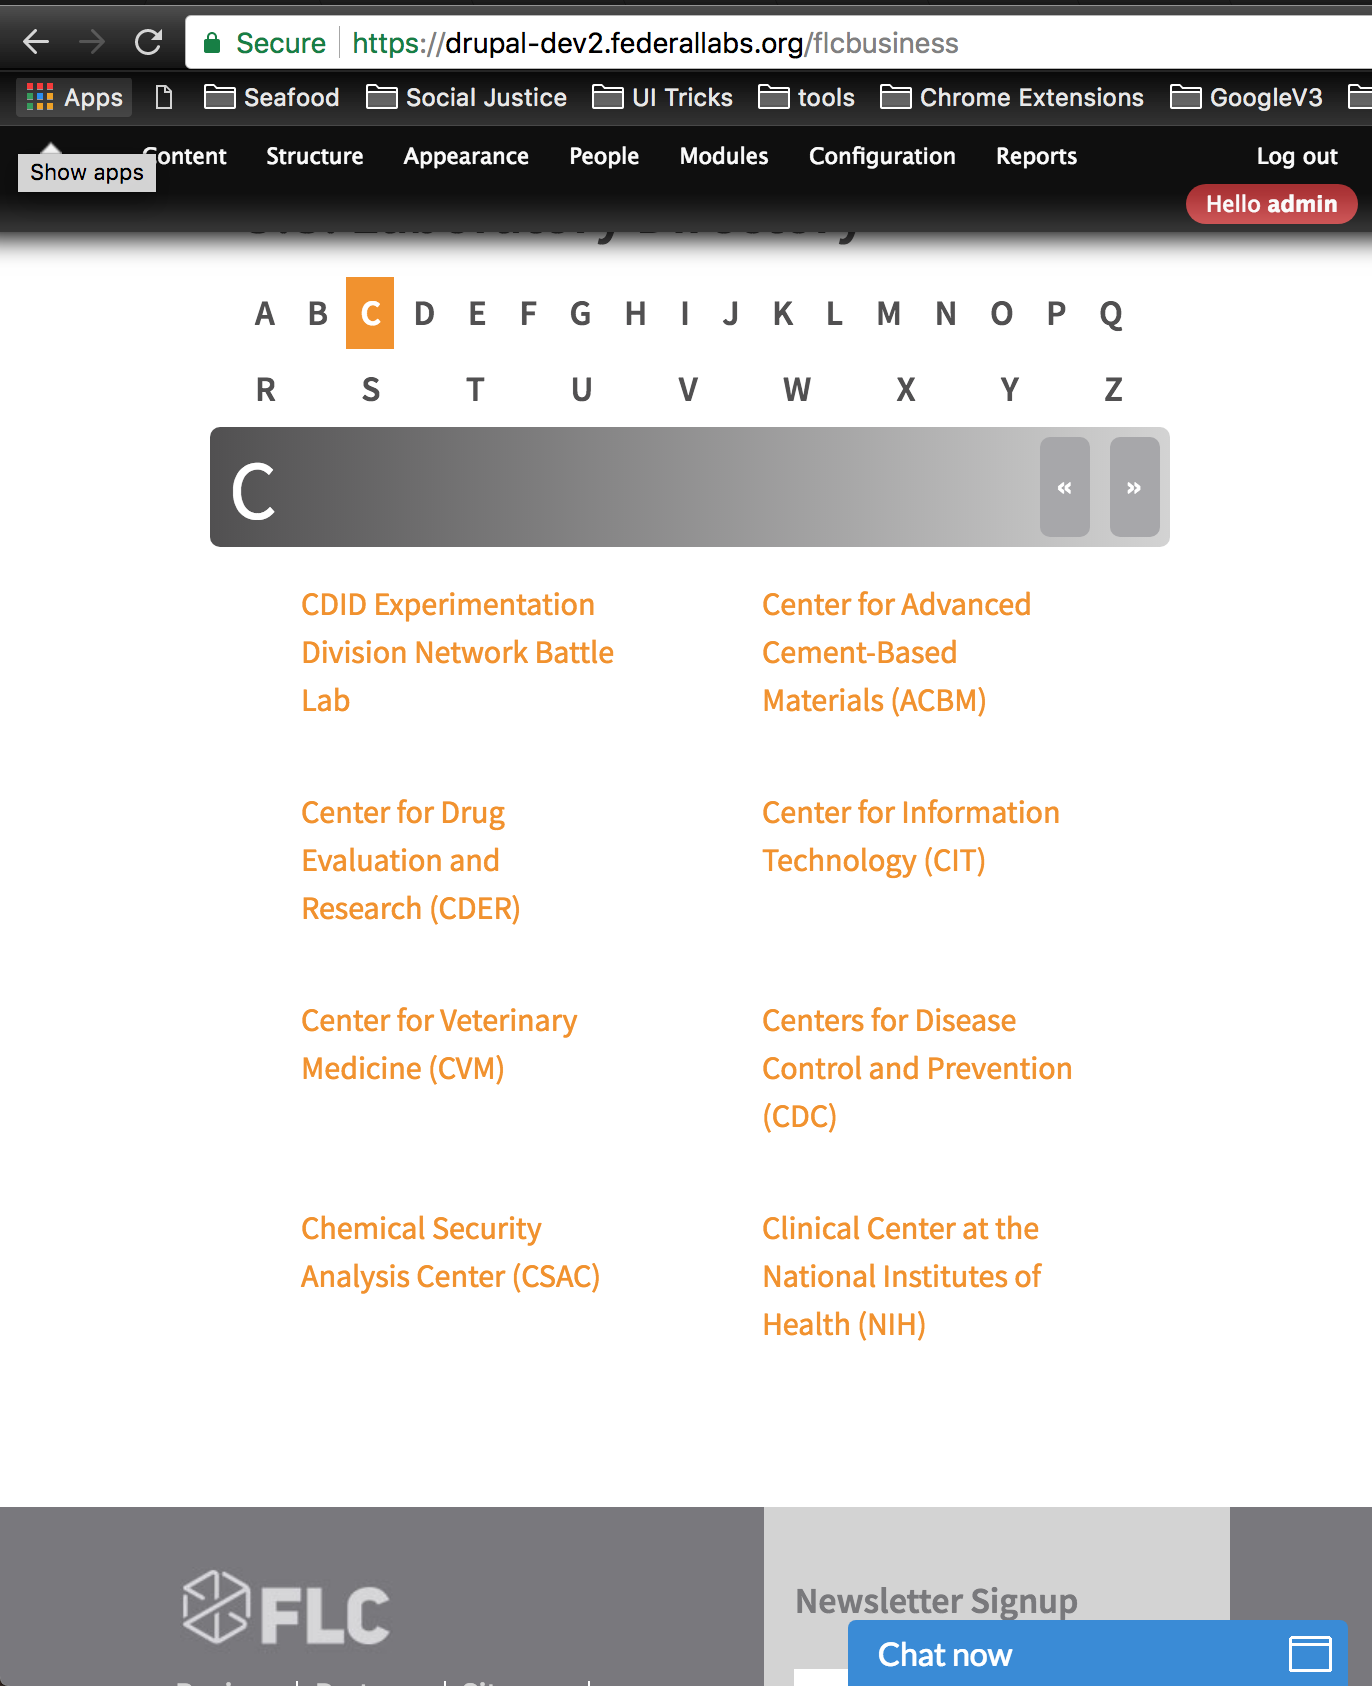 Secure https://drupal-dev2.federallabs.org/flcbusiness
Apps Seafood Social Justice UI Tricks tools Chrome Extensions GoogleV3
Content Structure Appearance People Modules Configuration Reports Log out
Show apps
Hello admin
U.S. Laboratory Directory
A B C D E F G H I J K L M N O P Q
R S T U V W X Y Z
C « »
CDID Experimentation
Division Network Battle
Lab
Center for Advanced
Cement-Based
Materials (ACBM)
Center for Drug
Evaluation and
Research (CDER)
Center for Information
Technology (CIT)
Center for Veterinary
Medicine (CVM)
Centers for Disease
Control and Prevention
(CDC)
Chemical Security
Analysis Center (CSAC)
Clinical Center at the
National Institutes of
Health (NIH)
FLC
Newsletter Signup
Chat now